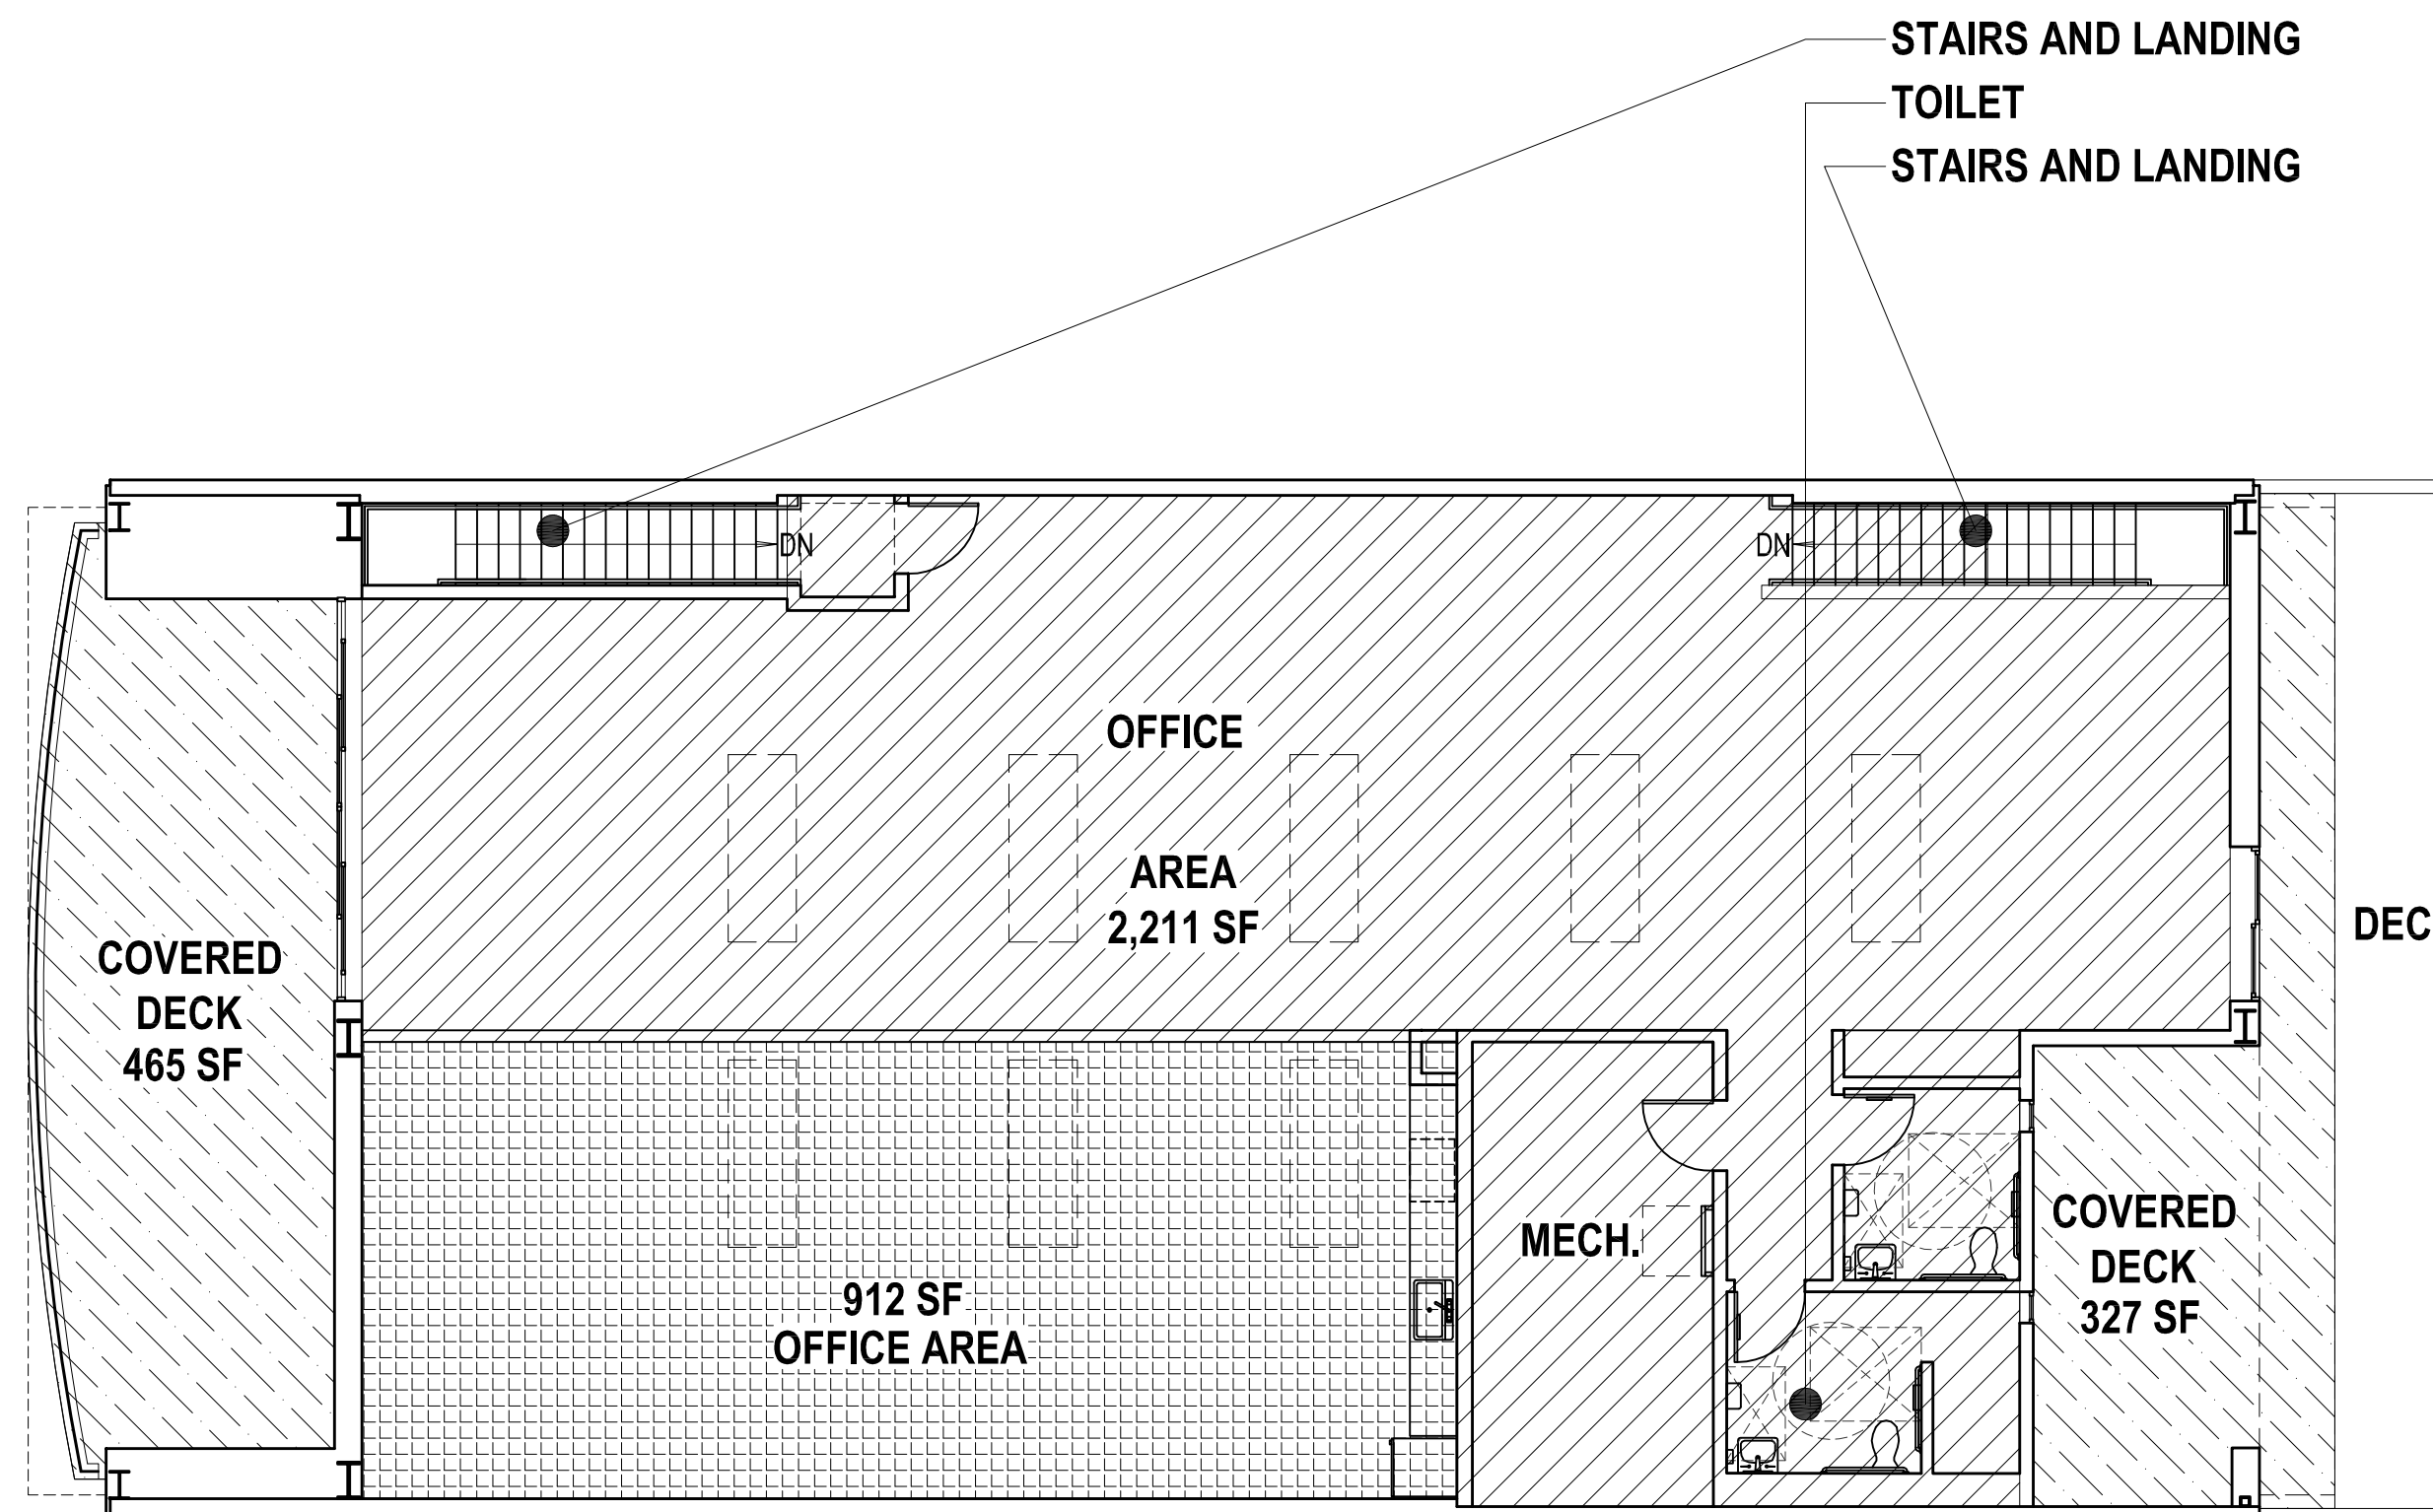 STAIRS AND LANDING
TOILET
STAIRS AND LANDING
DN
DN
OFFICE
AREA
2,211 SF
COVERED
DECK
465 SF
DEC
MECH.
COVERED
DECK
327 SF
912 SF
OFFICE AREA